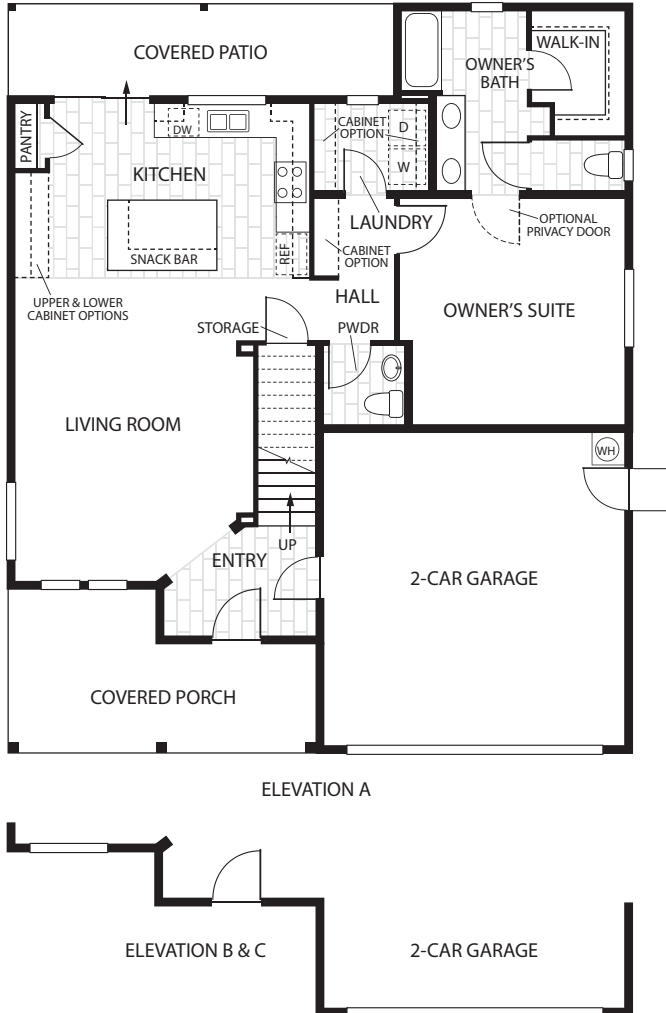 COVERED PATIO
WALK-IN
OWNER'S
BATH
PANTRY
DW
CABINET
OPTION
D
W
KITCHEN
LAUNDRY
OPTIONAL
PRIVACY DOOR
SNACK BAR
REF
CABINET
OPTION
UPPER & LOWER
CABINET OPTIONS
HALL
OWNER'S SUITE
STORAGE
PWDR
LIVING ROOM
WH
UP
ENTRY
2-CAR GARAGE
COVERED PORCH
ELEVATION A
ELEVATION B & C
2-CAR GARAGE